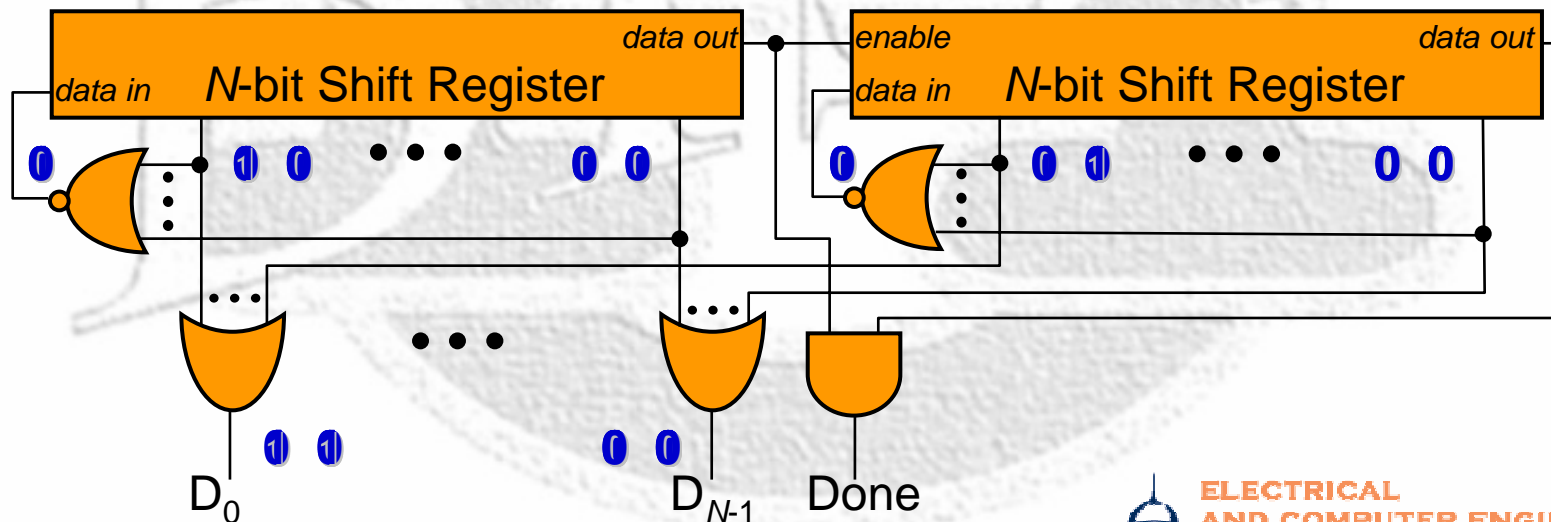 data out enable data out
data in N-bit Shift Register data in N-bit Shift Register
0 1 0 • • • 0 0 0 0 1 • • • 0 0
1 1 0 0
D0 DN-1 Done
ELECTRICAL